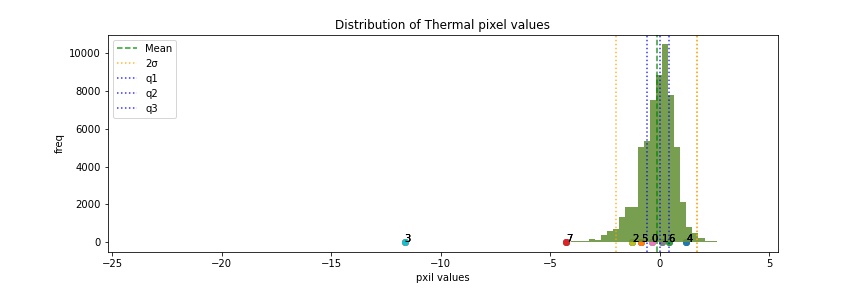 Distribution of Thermal pixel values
Mean
2σ
q1
q2
q3
freq
10000
8000
6000
4000
2000
0
3 7 2 5 0 1 6 4
−25 −20 −15 −10 −5 0 5
pxil values